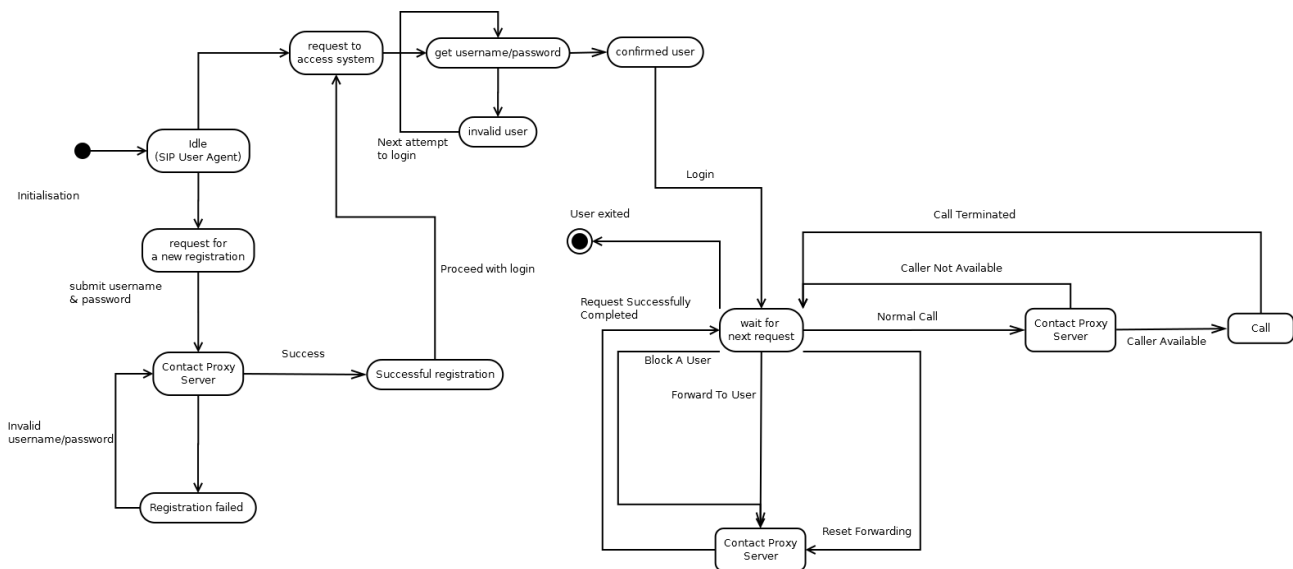 request to
access system
get username/password
confirmed user
invalid user
Next attempt
to login
Idle
(SIP User Agent)
Initialisation
Login
request for
a new registration
submit username
& password
Proceed with login
User exited
Call Terminated
Caller Not Available
Request Successfully
Completed
wait for
next request
Normal Call
Contact Proxy
Server
Caller Available
Call
Success
Contact Proxy
Server
Successful registration
Block A User
Forward To User
Invalid
username/password
Registration failed
Contact Proxy
Server
Reset Forwarding